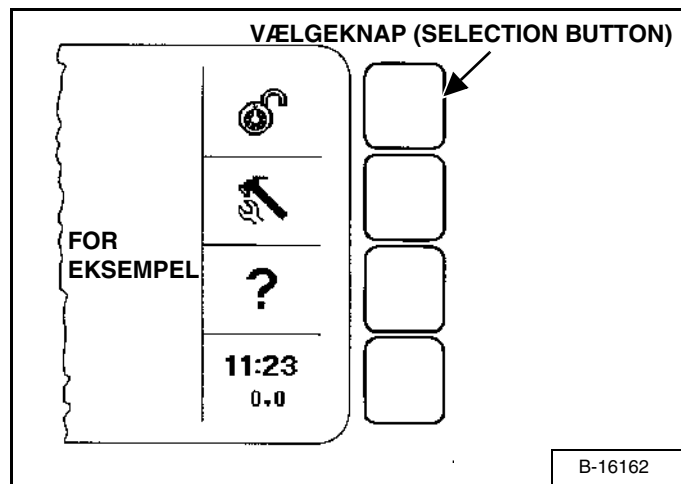 VÆLGEKNAP (SELECTION BUTTON)
FOR
EKSEMPEL
?
11:23
0.0
B-16162